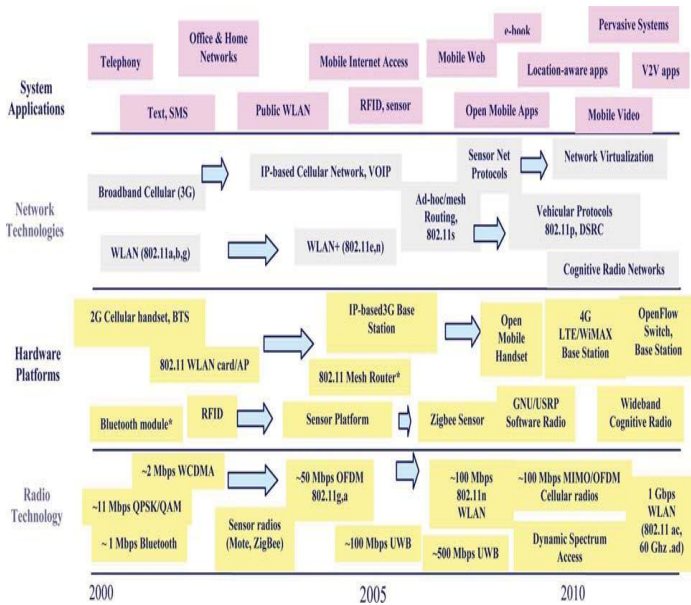 System
Applications
Telephony
Office & Home
Networks
Mobile Internet Access
Mobile Web
e-book
Pervasive Systems
Location-aware apps
V2V apps
Text, SMS
Public WLAN
RFID, sensor
Open Mobile Apps
Mobile Video
Network
Technologies
Broadband Cellular (3G)
IP-based Cellular Network, VOIP
Sensor Net
Protocols
Network Virtualization
Ad-hoc/mesh
Routing,
802.11s
Vehicular Protocols
802.11p, DSRC
WLAN (802.11a,b,g)
WLAN+ (802.11e,n)
Cognitive Radio Networks
Hardware
Platforms
2G Cellular handset, BTS
IP-based3G Base
Station
Open
Mobile
Handset
4G
LTE/WiMAX
Base Station
OpenFlow
Switch,
Base Station
802.11 WLAN card/AP
802.11 Mesh Router*
Bluetooth module*
RFID
Sensor Platform
Zigbee Sensor
GNU/USRP
Software Radio
Wideband
Cognitive Radio
Radio
Technology
~2 Mbps WCDMA
~11 Mbps QPSK/QAM
~ 1 Mbps Bluetooth
Sensor radios
(Mote, ZigBee)
~50 Mbps OFDM
802.11g,a
~100 Mbps UWB
~100 Mbps
802.11n
WLAN
~500 Mbps UWB
~100 Mbps MIMO/OFDM
Cellular radios
Dynamic Spectrum
Access
1 Gbps
WLAN
(802.11 ac,
60 Ghz .ad)
2000
2005
2010